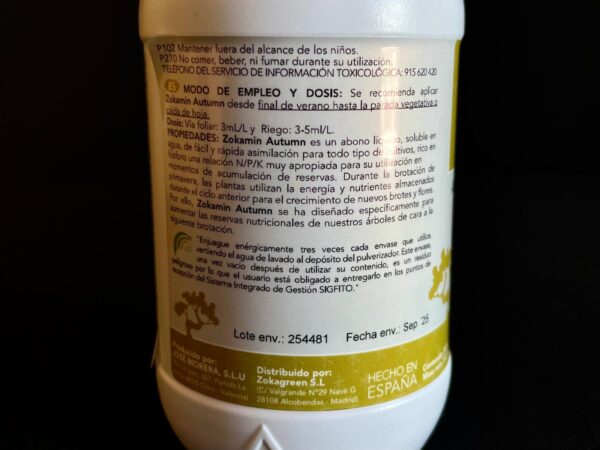 P102 Mantener fuera del alcance de los niños.
P270 No comer, beber, ni fumar durante su utilización.
TELÉFONO DEL SERVICIO DE INFORMACIÓN TOXICOLÓGICA: 915 620 420
ES MODO DE EMPLEO Y DOSIS: Se recomienda aplicar
Zokamin Autumn desde final de verano hasta la parada vegetativa o
caida de hoja.
Dosis: Vía foliar: 3mL/L y Riego: 3-5ml/L.
PROPIEDADES: Zokamin Autumn es un abono líquido, soluble en
agua, de fácil y rápida asimilación para todo tipo de cultivos, rico en
fósforo una relación N/P/K muy apropiada para su utilización en
momentos de acumulación de reservas. Durante la brotación de
primavera, las plantas utilizan la energía y nutrientes almacenados
durante el ciclo anterior para el crecimiento de nuevos brotes y flores.
Por ello, Zokamin Autumn se ha diseñado específicamente para
aumentar las reservas nutricionales de nuestros árboles de cara a la
siguiente brotación.
"Enjuague enérgicamente tres veces cada envase que utilice,
vertiendo el agua de lavado al depósito del pulverizador. Este envase,
una vez vacío después de utilizar su contenido, es un residuo
peligroso por lo que el usuario está obligado a entregarlo en los puntos de
recepción del Sistema Integrado de Gestión SIGFITO."
Lote env.: 254481 Fecha env.: Sep '25
Producido por:
JOSÉ MORERA, S.L.U
Distribuido por:
Zokagreen S.L
(C/ Valgrande Nº29 Nave G
28108 Alcobendas - Madrid)
HECHO EN
ESPAÑA